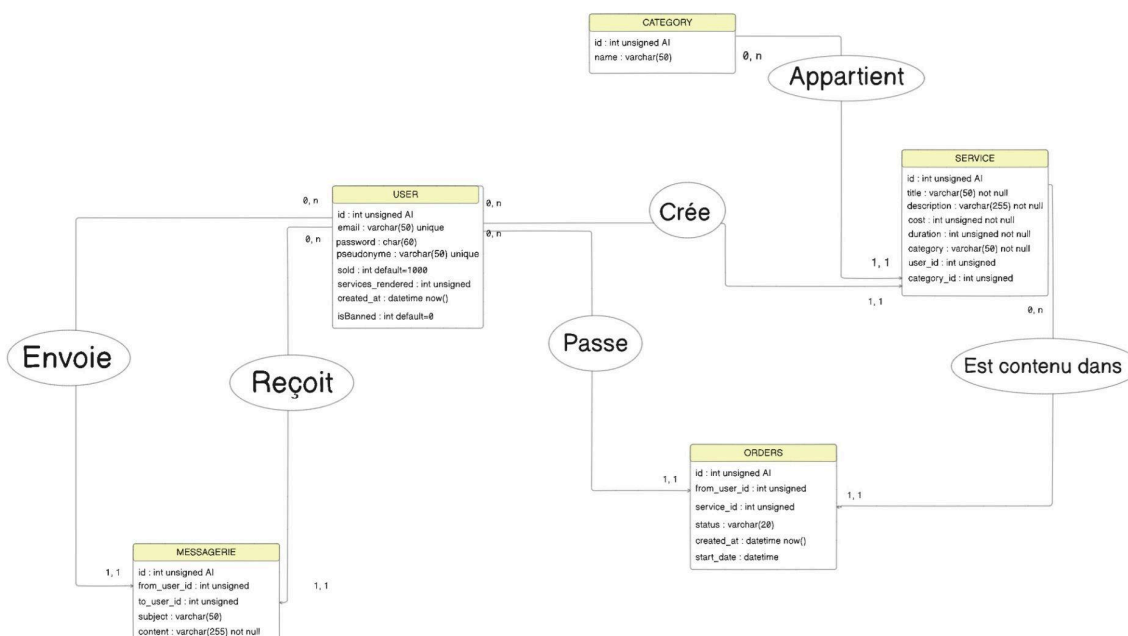 CATEGORY
id : int unsigned AI
name : varchar(50)
0, n
Appartient
SERVICE
id : int unsigned AI
title : varchar(50) not null
description : varchar(255) not null
cost : int unsigned not null
duration : int unsigned not null
category : varchar(50) not null
user_id : int unsigned
category_id : int unsigned
1, 1
1, 1
0, n
Crée
0, n
USER
0, n
id : int unsigned AI
email : varchar(50) unique
password : char(60)
pseudonyme : varchar(50) unique
sold : int default=1000
services_rendered : int unsigned
created_at : datetime now()
isBanned : int default=0
0, n
0, n
Envoie
Reçoit
Passe
Est contenu dans
ORDERS
id : int unsigned AI
from_user_id : int unsigned
service_id : int unsigned
status : varchar(20)
created_at : datetime now()
start_date : datetime
1, 1
1, 1
MESSAGERIE
id : int unsigned AI
from_user_id : int unsigned
to_user_id : int unsigned
subject : varchar(50)
content : varchar(255) not null
1, 1
1, 1